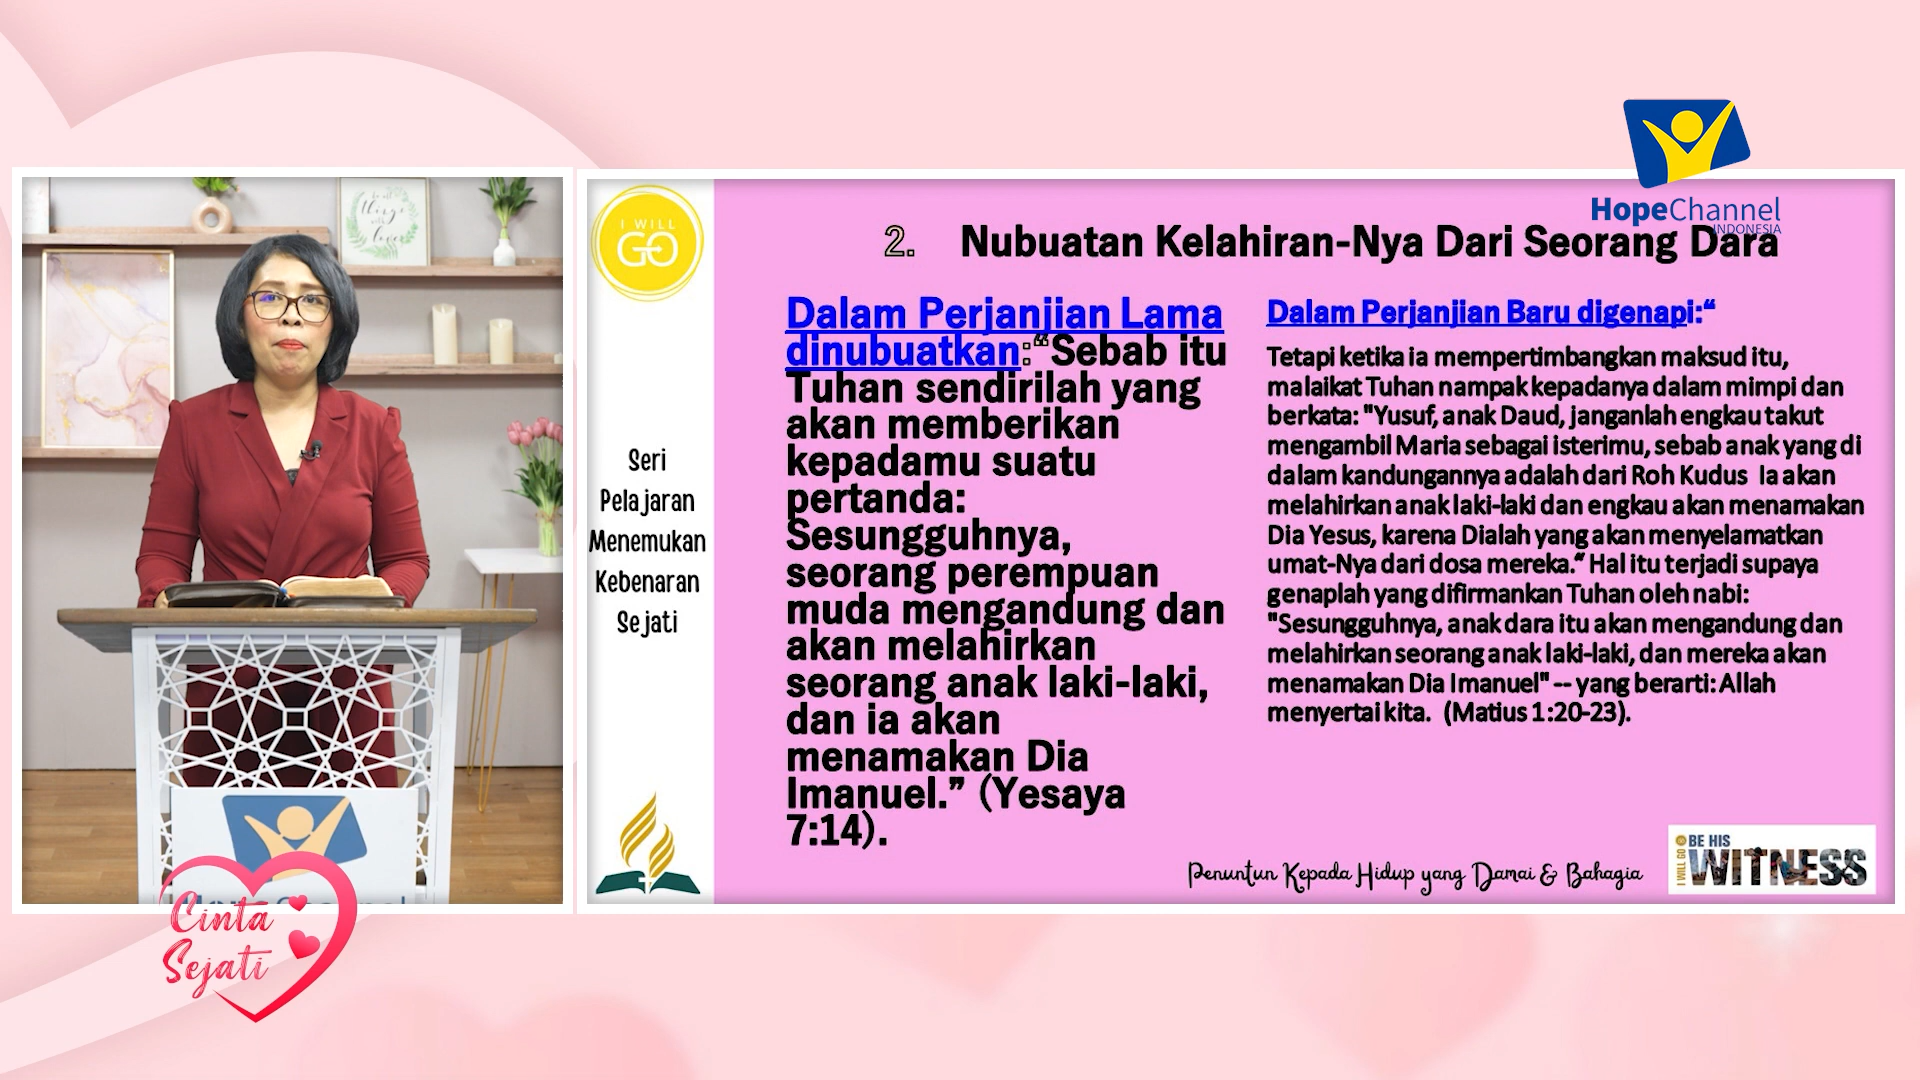 HopeChannel
INDONESIA
I WILL
GO
Seri
Pelajaran
Menemukan
Kebenaran
Sejati
2. Nubuatan Kelahiran-Nya Dari Seorang Dara
Dalam Perjanjian Lama
dinubuatkan:“Sebab itu
Tuhan sendirilah yang
akan memberikan
kepadamu suatu
pertanda:
Sesungguhnya,
seorang perempuan
muda mengandung dan
akan melahirkan
seorang anak laki-laki,
dan ia akan
menamakan Dia
Imanuel.” (Yesaya
7:14).
Dalam Perjanjian Baru digenapi:“
Tetapi ketika ia mempertimbangkan maksud itu,
malaikat Tuhan nampak kepadanya dalam mimpi dan
berkata: "Yusuf, anak Daud, janganlah engkau takut
mengambil Maria sebagai isterimu, sebab anak yang di
dalam kandungannya adalah dari Roh Kudus Ia akan
melahirkan anak laki-laki dan engkau akan menamakan
Dia Yesus, karena Dialah yang akan menyelamatkan
umat-Nya dari dosa mereka.“ Hal itu terjadi supaya
genaplah yang difirmankan Tuhan oleh nabi:
"Sesungguhnya, anak dara itu akan mengandung dan
melahirkan seorang anak laki-laki, dan mereka akan
menamakan Dia Imanuel" -- yang berarti: Allah
menyertai kita. (Matius 1:20-23).
Penuntun Kepada Hidup yang Damai & Bahagia
I WILL GO
BE HIS
WITNESS
Cinta
Sejati